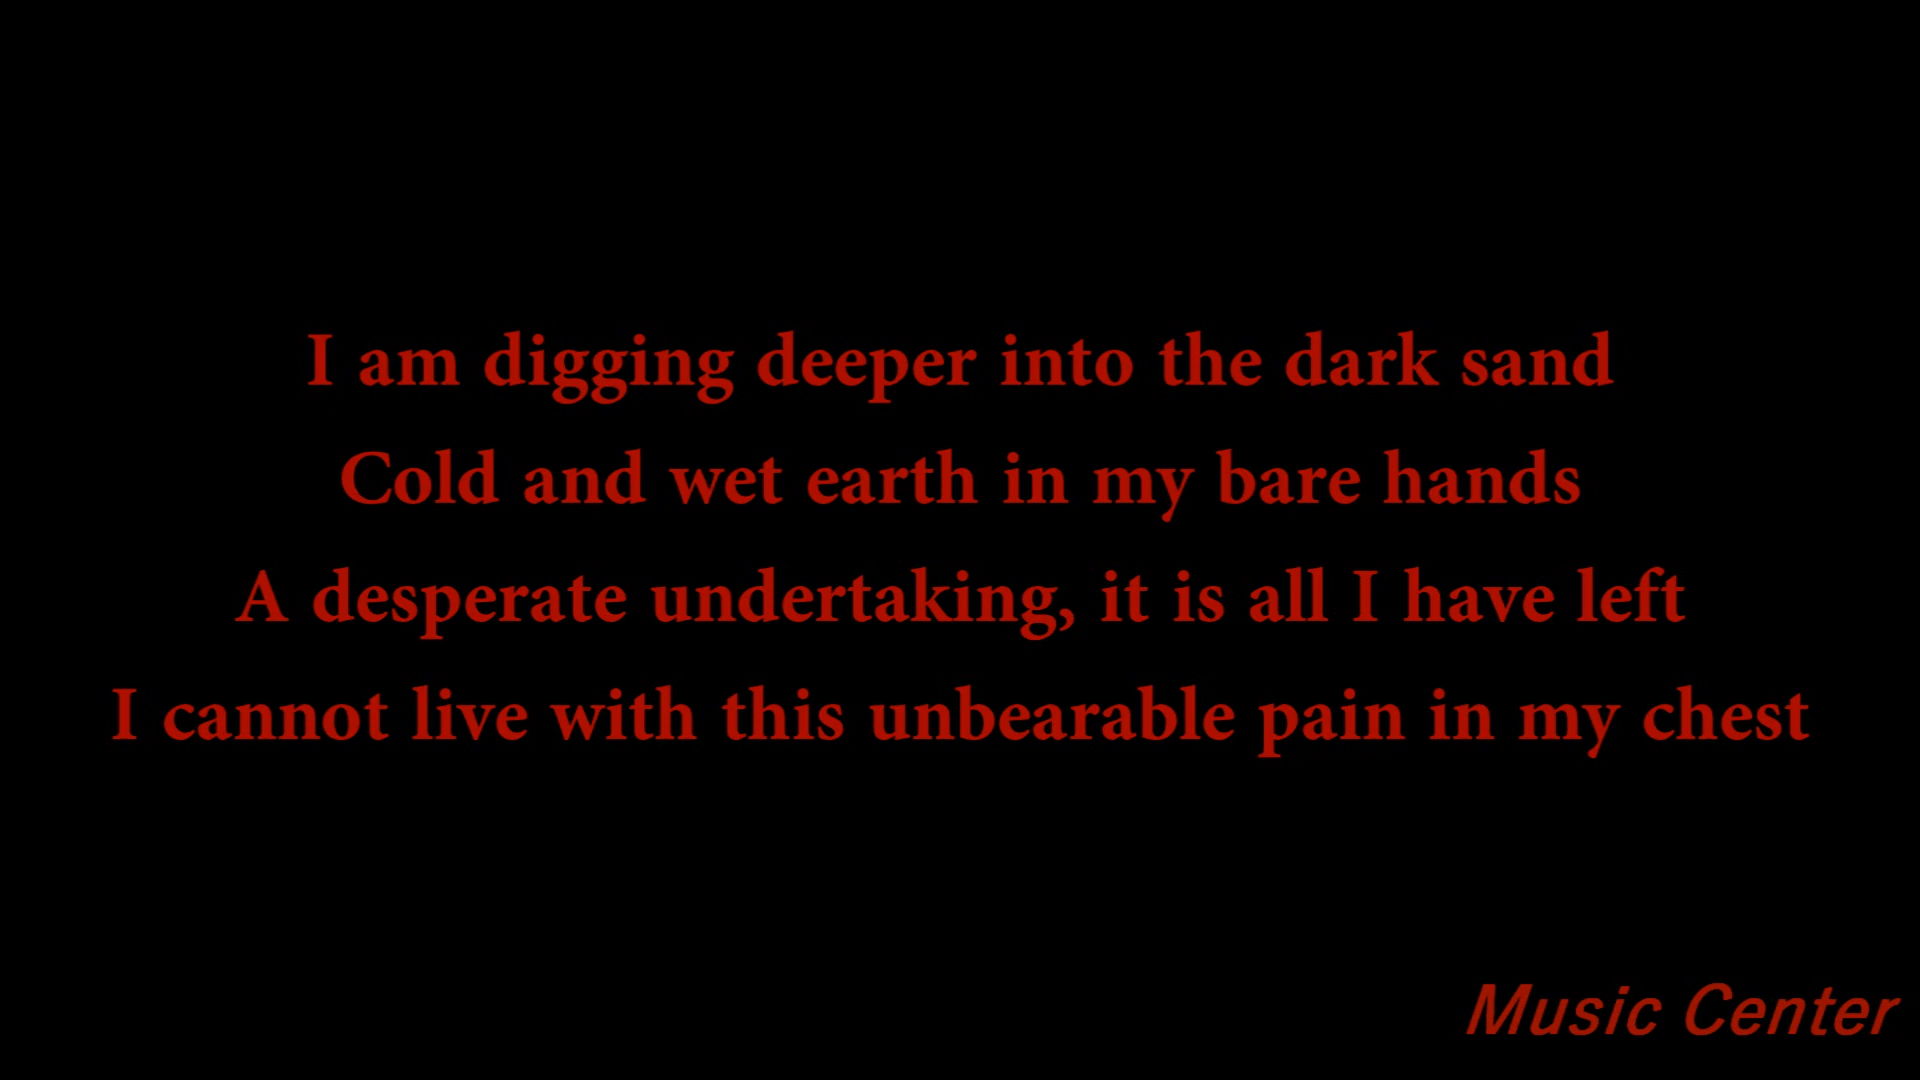 I am digging deeper into the dark sand
Cold and wet earth in my bare hands
A desperate undertaking, it is all I have left
I cannot live with this unbearable pain in my chest
Music Center